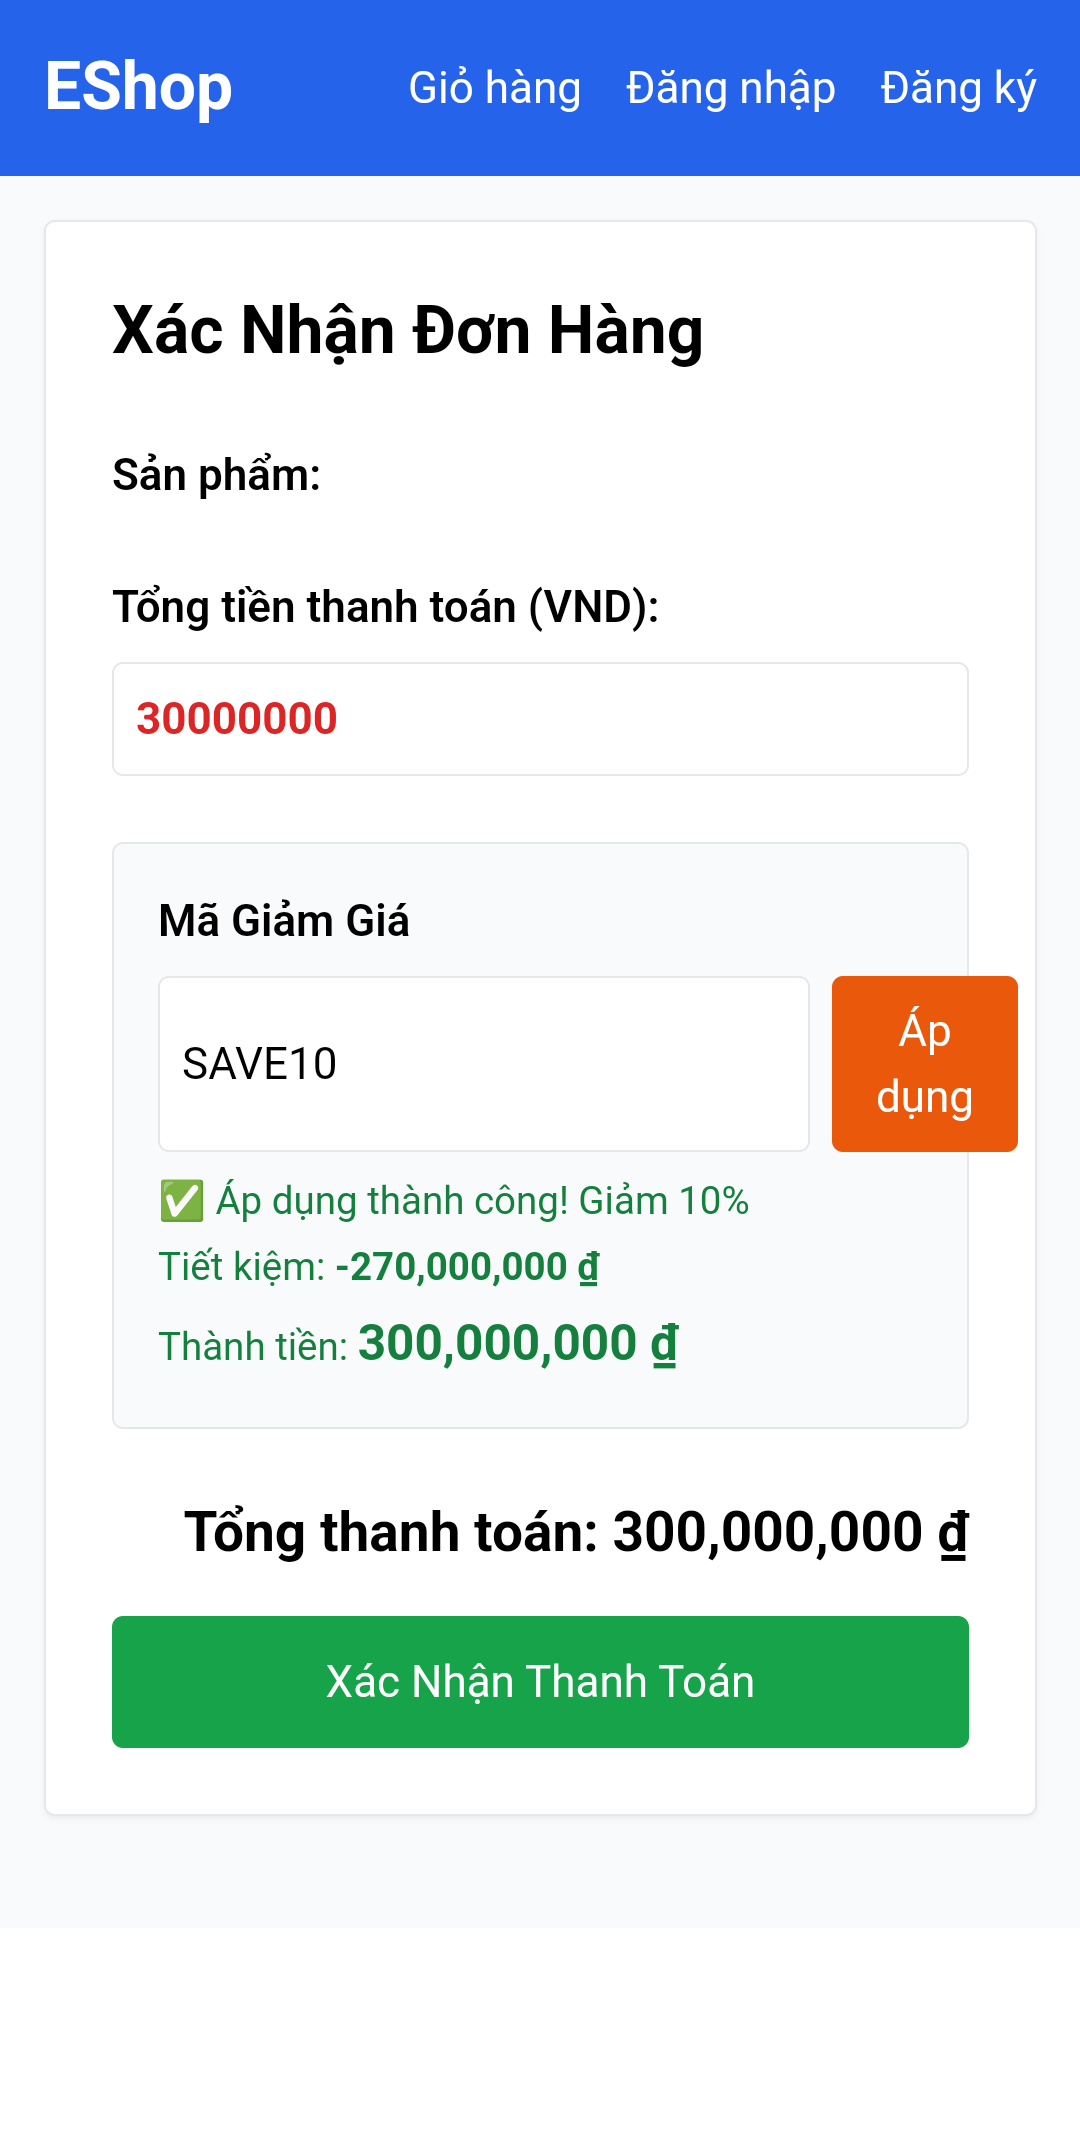 EShop
Giỏ hàng Đăng nhập Đăng ký
Xác Nhận Đơn Hàng
Sản phẩm:
Tổng tiền thanh toán (VND):
30000000
Mã Giảm Giá
SAVE10
Áp
dụng
✅ Áp dụng thành công! Giảm 10%
Tiết kiệm: -270,000,000 ₫
Thành tiền: 300,000,000 ₫
Tổng thanh toán: 300,000,000 ₫
Xác Nhận Thanh Toán